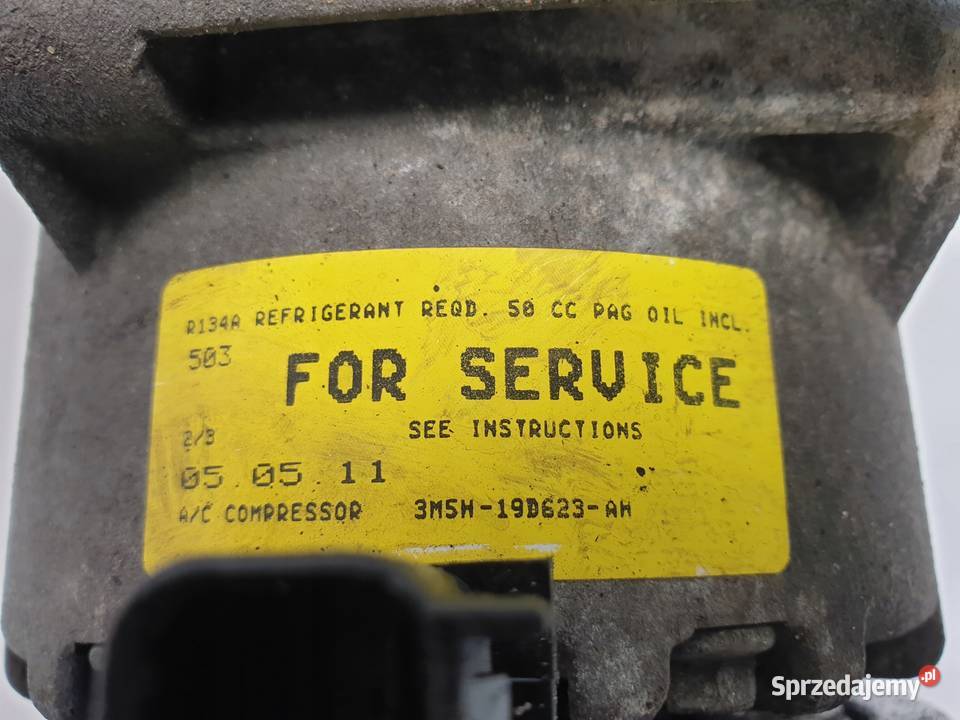 R134A REFRIGERANT REQD. 50 CC PAG OIL INCL.
503
FOR SERVICE
SEE INSTRUCTIONS
2/3
05.05.11
A/C COMPRESSOR 3M5H-19D623-AH
Sprzedajemy.pl